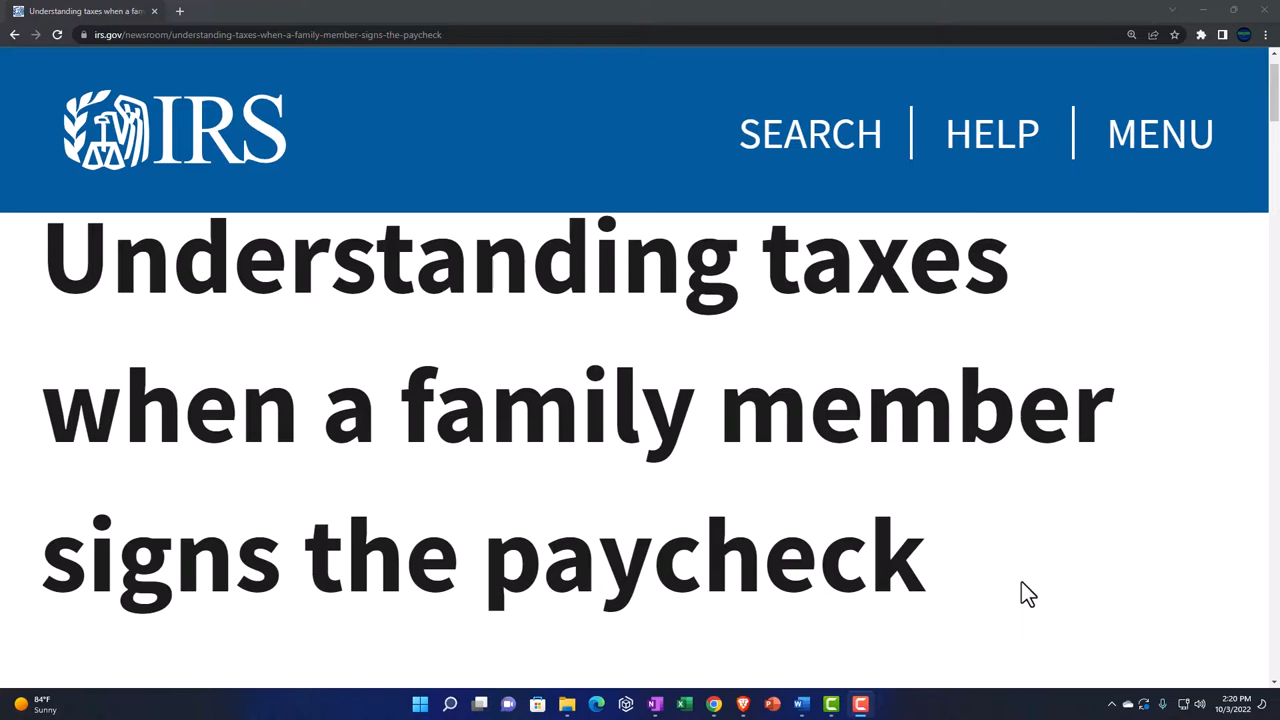 Understanding taxes when a fam
irs.gov/newsroom/understanding-taxes-when-a-family-member-signs-the-paycheck
IRS
SEARCH
HELP
MENU
Understanding taxes
when a family member
signs the paycheck
84°F
Sunny
2:20 PM
10/3/2022